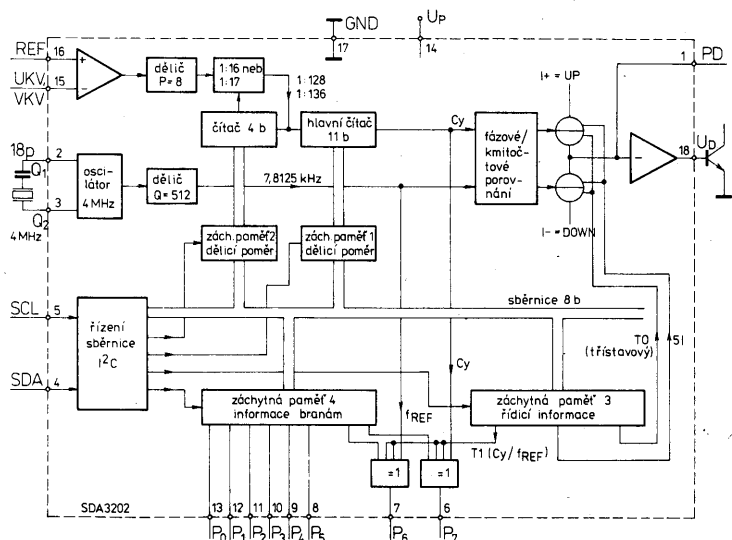 GND
17
UP
14
REF
16
+
UKV,
15
VKV
−
dělič
P= 8
1:16 neb
1:17
1:128
1:136
čítač 4 b
hlavní čítač
11 b
Cy
fázové/
kmitoč-
tové
porov-
nání
I+ = UP
I- = DOWN
1
PD
−
18
UD
18p
2
Q1
Q2
3
4 MHz
osci-
látor
4 MHz
dělič
Q = 512
7,8125 kHz
zách. paměť 2
dělicí poměr
zách. paměť 1
dělicí poměr
sběrnice 8 b
SCL
5
SDA
4
řízení
sběrnice
I²C
T0
(třístavový)
5I
Cy
záchytná paměť 4
informace branám
fREF
záchytná paměť 3
řídicí informace
T1 (Cy/fREF)
=1
=1
SDA3202
13
12
11
10
9
8
7
6
P0
P1
P2
P3
P4
P5
P6
P7